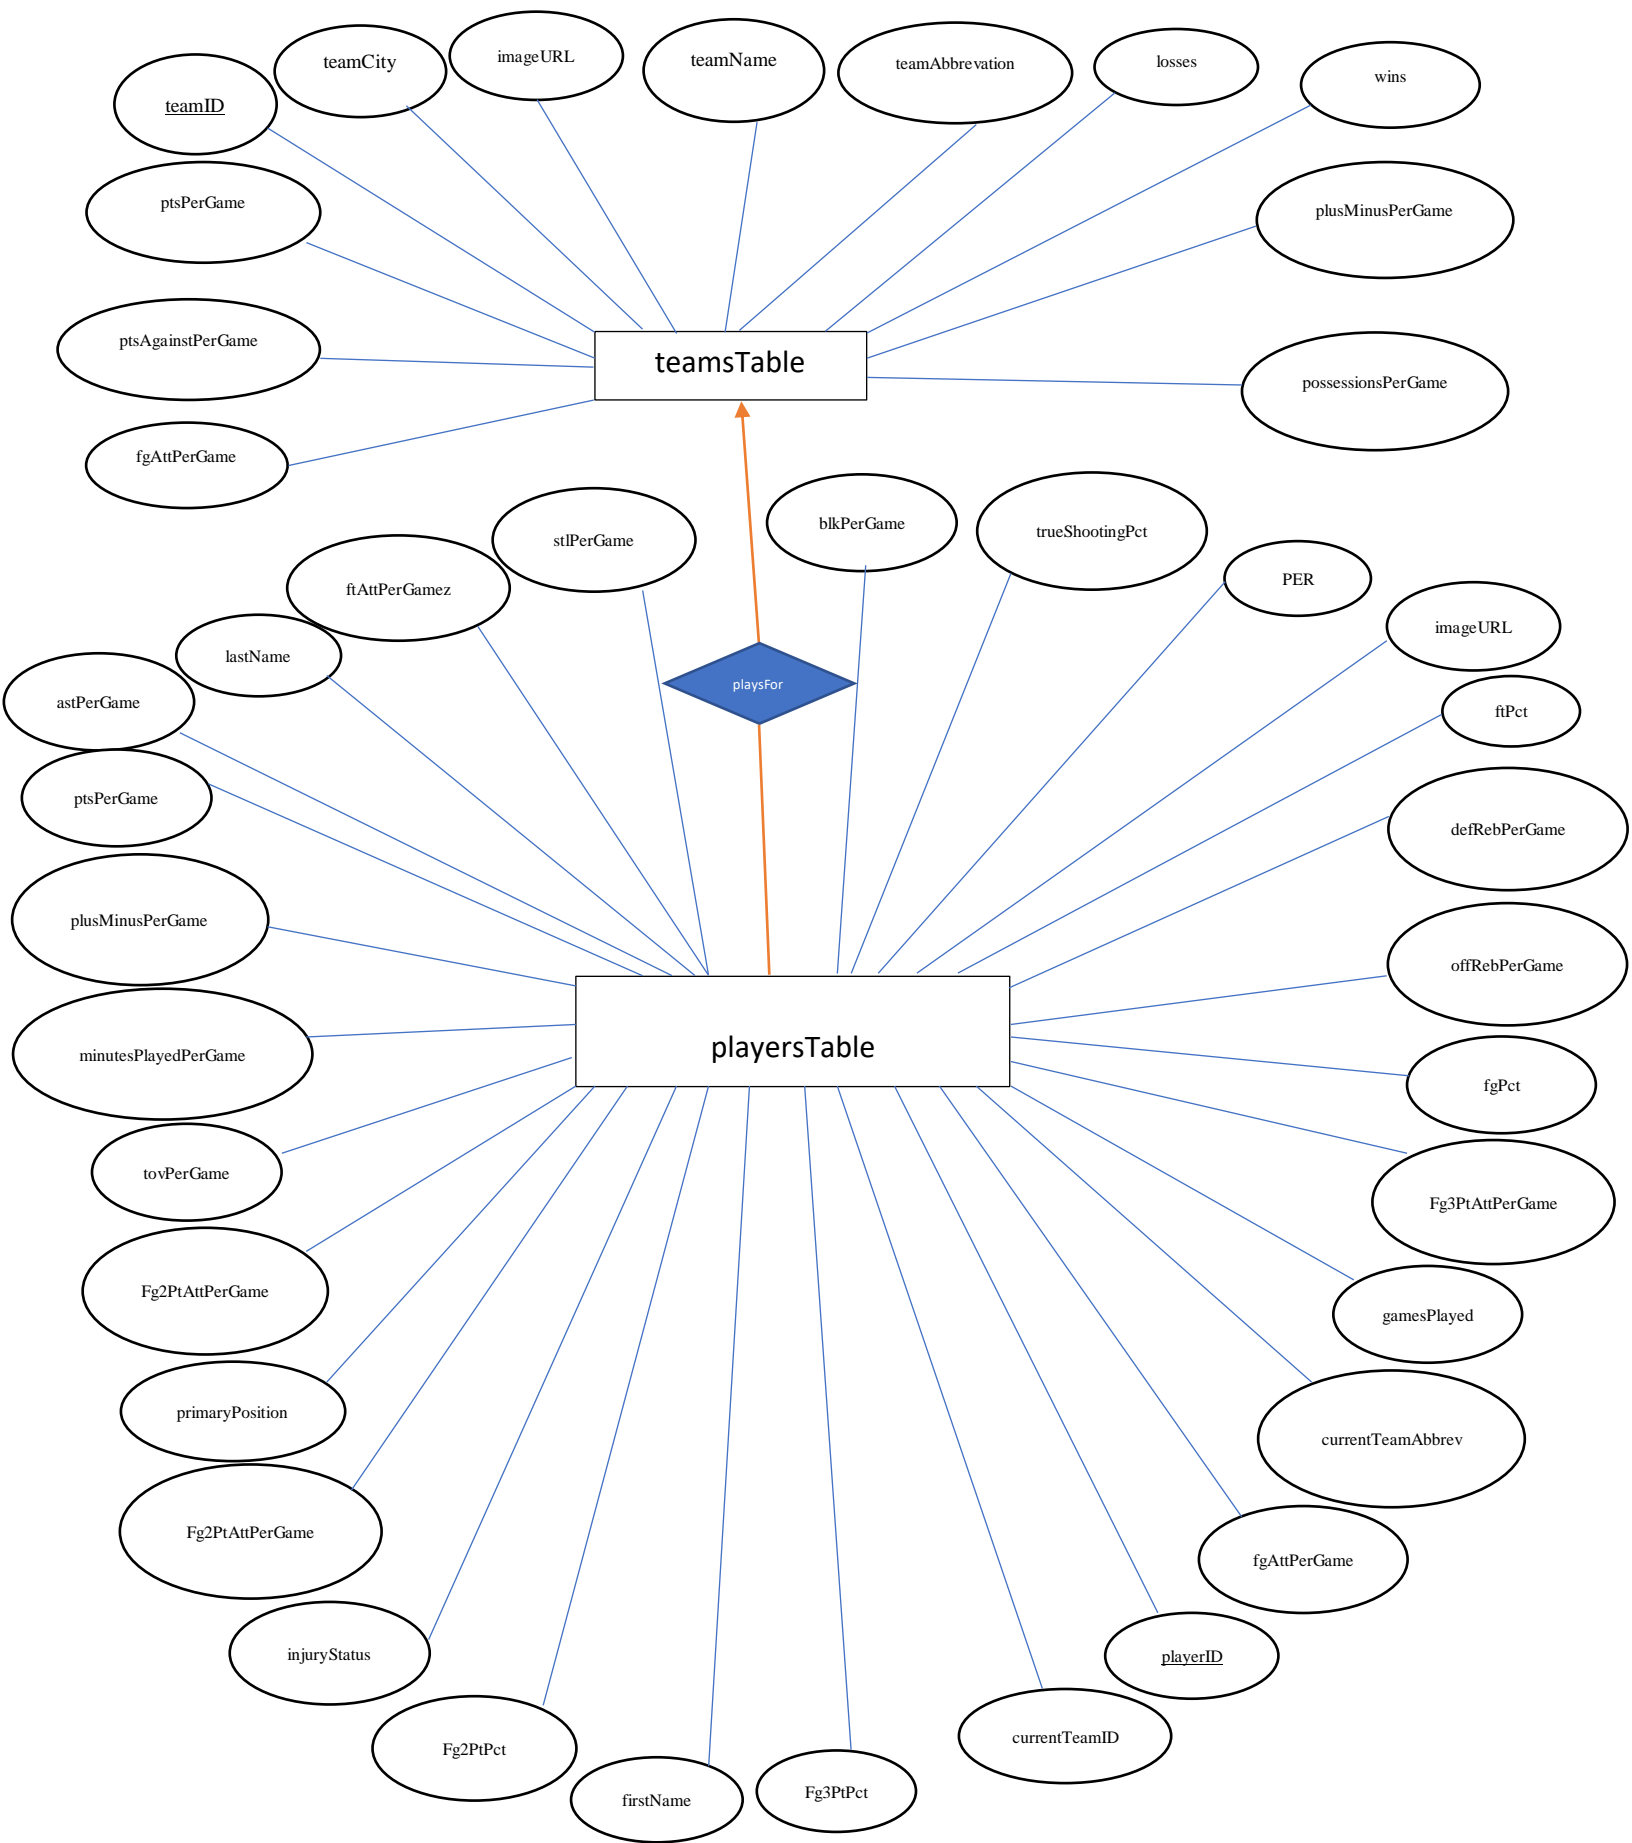 imageURL
teamName
teamCity
teamAbbrevation
losses
wins
teamID
ptsPerGame
plusMinusPerGame
ptsAgainstPerGame
teamsTable
possessionsPerGame
fgAttPerGame
blkPerGame
trueShootingPct
stlPerGame
PER
ftAttPerGamez
imageURL
lastName
playsFor
astPerGame
ftPct
ptsPerGame
defRebPerGame
plusMinusPerGame
offRebPerGame
playersTable
minutesPlayedPerGame
fgPct
tovPerGame
Fg3PtAttPerGame
Fg2PtAttPerGame
gamesPlayed
primaryPosition
currentTeamAbbrev
Fg2PtAttPerGame
fgAttPerGame
injuryStatus
playerID
currentTeamID
Fg2PtPct
Fg3PtPct
firstName